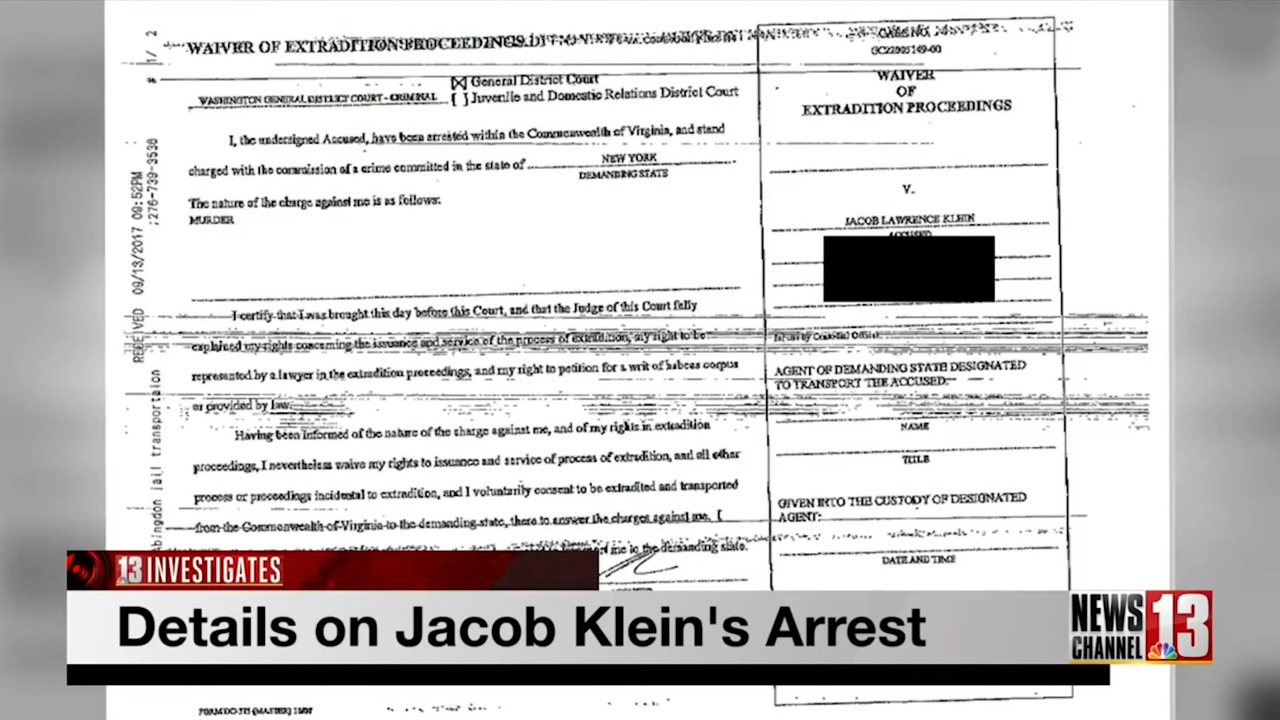 WAIVER OF EXTRADITION PROCEEDINGS
General District Court
WASHINGTON GENERAL DISTRICT COURT - CRIMINAL
[ ] Juvenile and Domestic Relations District Court
I, the undersigned Accused, have been arrested within the Commonwealth of Virginia, and stand
charged with the commission of a crime committed in the state of
NEW YORK
DEMANDING STATE
The nature of the charge against me is as follows:
MURDER
I certify that I was brought this day before this Court, and that the Judge of this Court fully
explained my rights concerning the issuance and service of the process of extradition, my right to be
represented by a lawyer in the extradition proceedings, and my right to petition for a writ of habeas corpus
as provided by law.
Having been informed of the nature of the charge against me, and of my rights in extradition
proceedings, I nevertheless waive my rights to issuance and service of process of extradition, and all other
process or proceedings incidental to extradition, and I voluntarily consent to be extradited and transported
from the Commonwealth of Virginia to the demanding state, there to answer the charges against me. I
me to the demanding state.
CASE NO.
WAIVER
OF
EXTRADITION PROCEEDINGS
V.
JACOB LAWRENCE KLEIN
ACCUSED
AGENT OF DEMANDING STATE DESIGNATED
TO TRANSPORT THE ACCUSED:
NAME
TITLE
GIVEN INTO THE CUSTODY OF DESIGNATED
AGENT:
DATE AND TIME
1/ 2
;276-739-3538
RECEIVED 09/13/2017 09:52PM
Abingdon jail transportaion
13 INVESTIGATES
Details on Jacob Klein's Arrest
NEWS
CHANNEL
13